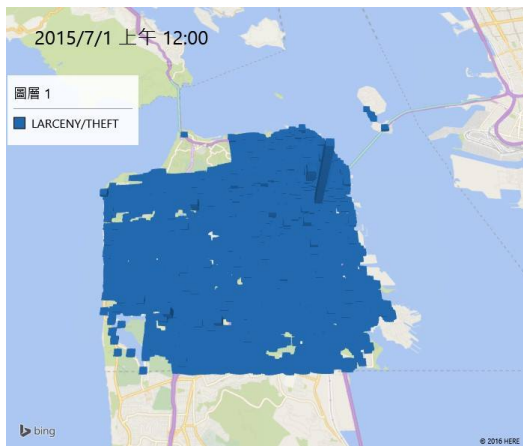 2015/7/1 上午 12:00
圖層 1
LARCENY/THEFT
bing
© 2016 HERE